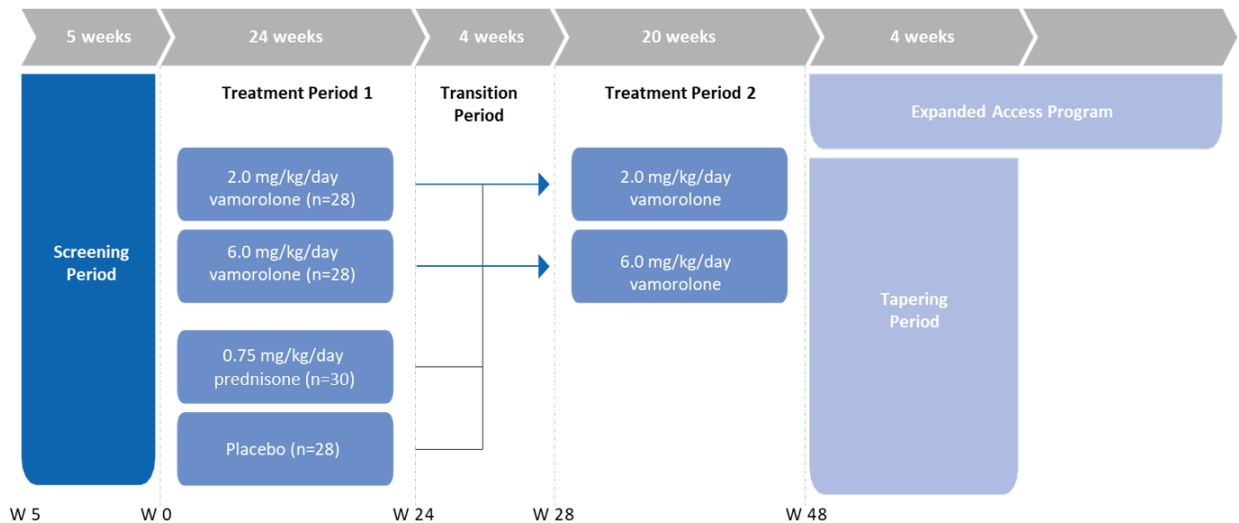 5 weeks
24 weeks
4 weeks
20 weeks
4 weeks
Treatment Period 1
Transition
Period
Treatment Period 2
Expanded Access Program
2.0 mg/kg/day
vamorolone (n=28)
2.0 mg/kg/day
vamorolone
Screening
Period
6.0 mg/kg/day
vamorolone (n=28)
6.0 mg/kg/day
vamorolone
Tapering
Period
0.75 mg/kg/day
prednisone (n=30)
Placebo (n=28)
W 5
W 0
W 24
W 28
W 48